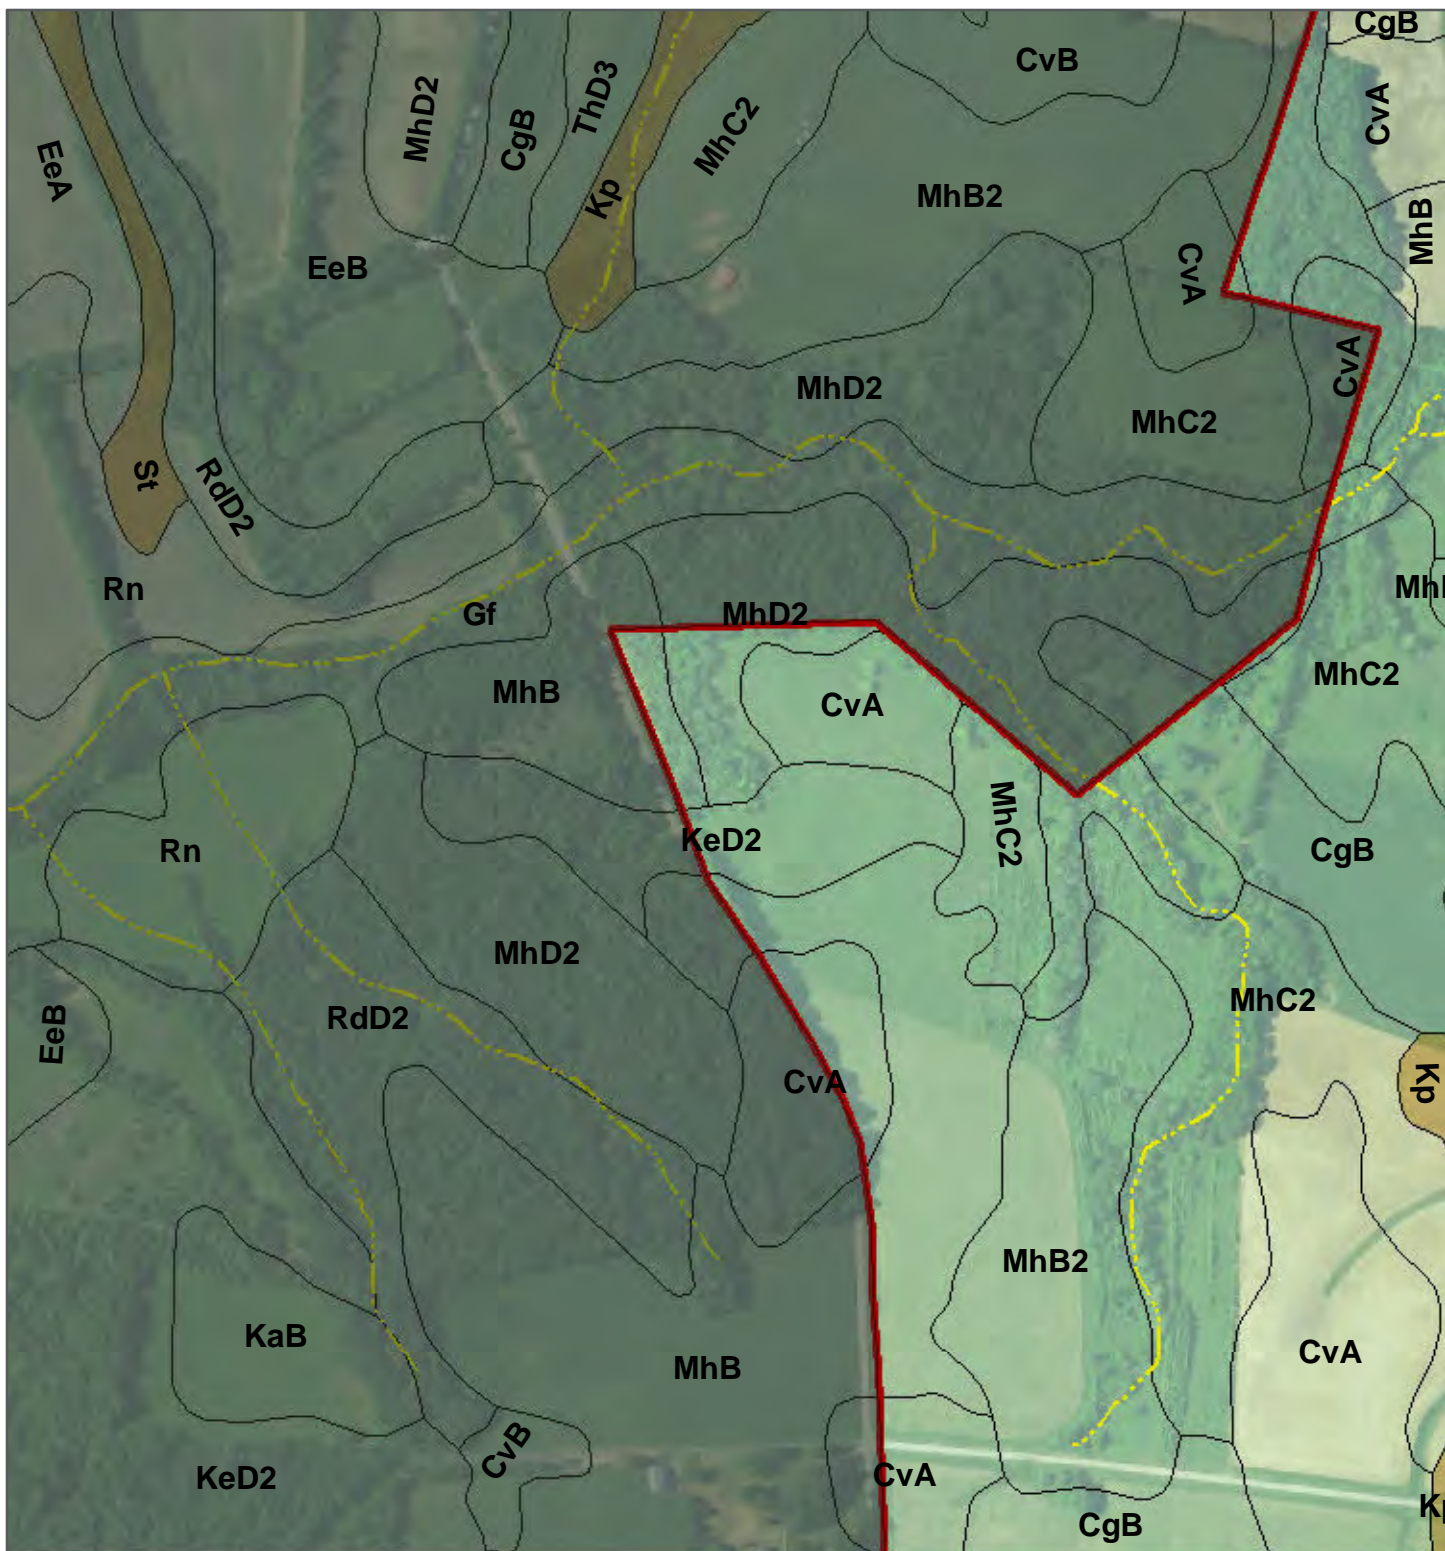 CgB
CvB
ThD3
CvA
MhD2
CgB
MhC2
EeA
Kp
MhB2
MhB
EeB
CvA
CvA
MhD2
MhC2
St
RdD2
Rn
Gf
MhD2
MhC2
MhB
CvA
MhC2
KeD2
Rn
CgB
MhD2
MhC2
RdD2
EeB
CvA
Kp
MhB2
KaB
MhB
CvA
CvB
KeD2
CvA
CgB